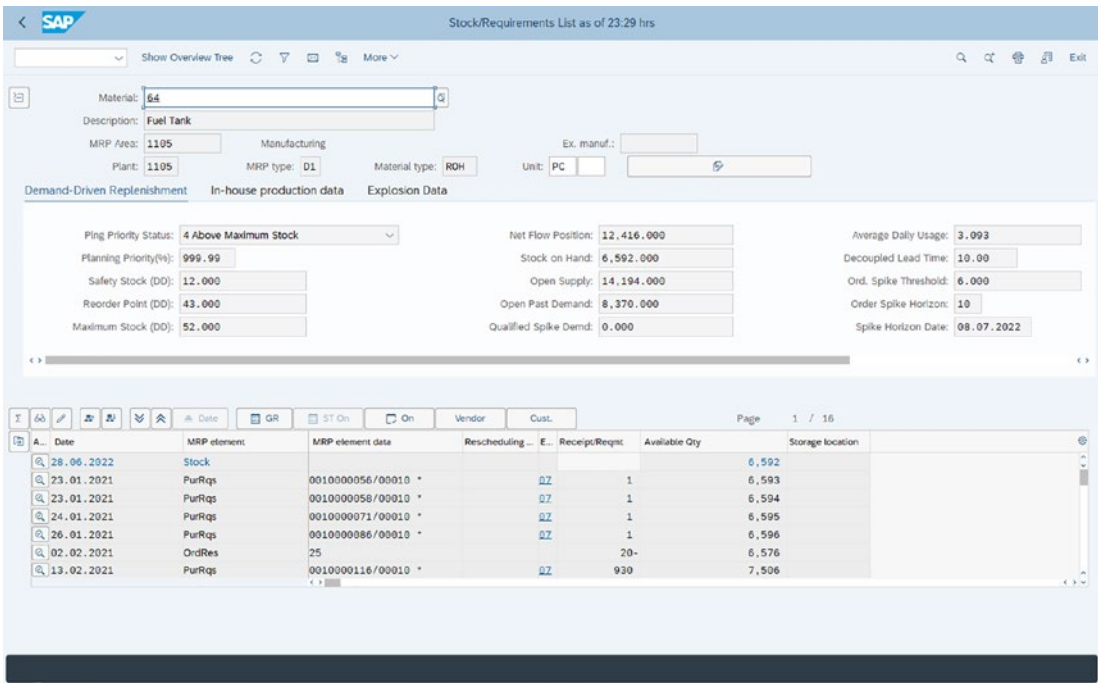 SAP
Stock/Requirements List as of 23:29 hrs
Show Overview Tree More Exit
Material: 64
Description: Fuel Tank
MRP Area: 1105 Manufacturing Ex. manuf.:
Plant: 1105 MRP type: D1 Material type: ROH Unit: PC
Demand-Driven Replenishment In-house production data Explosion Data
Plng Priority Status: 4 Above Maximum Stock Net Flow Position: 12,416.000 Average Daily Usage: 3.093
Planning Priority(%): 999.99 Stock on Hand: 6,592.000 Decoupled Lead Time: 10.00
Safety Stock (DD): 12.000 Open Supply: 14,194.000 Ord. Spike Threshold: 6.000
Reorder Point (DD): 43.000 Open Past Demand: 8,370.000 Order Spike Horizon: 10
Maximum Stock (DD): 52.000 Qualified Spike Demnd: 0.000 Spike Horizon Date: 08.07.2022
Σ Date GR ST On On Vendor Cust. Page 1 / 16
A... Date MRP element MRP element data Rescheduling ... E... Receipt/Reqmt Available Qty Storage location
28.06.2022 Stock 6,592
23.01.2021 PurRqs 0010000056/00010 * 07 1 6,593
23.01.2021 PurRqs 0010000058/00010 * 07 1 6,594
24.01.2021 PurRqs 0010000071/00010 * 07 1 6,595
26.01.2021 PurRqs 0010000086/00010 * 07 1 6,596
02.02.2021 OrdRes 25 20- 6,576
13.02.2021 PurRqs 0010000116/00010 * 07 930 7,506